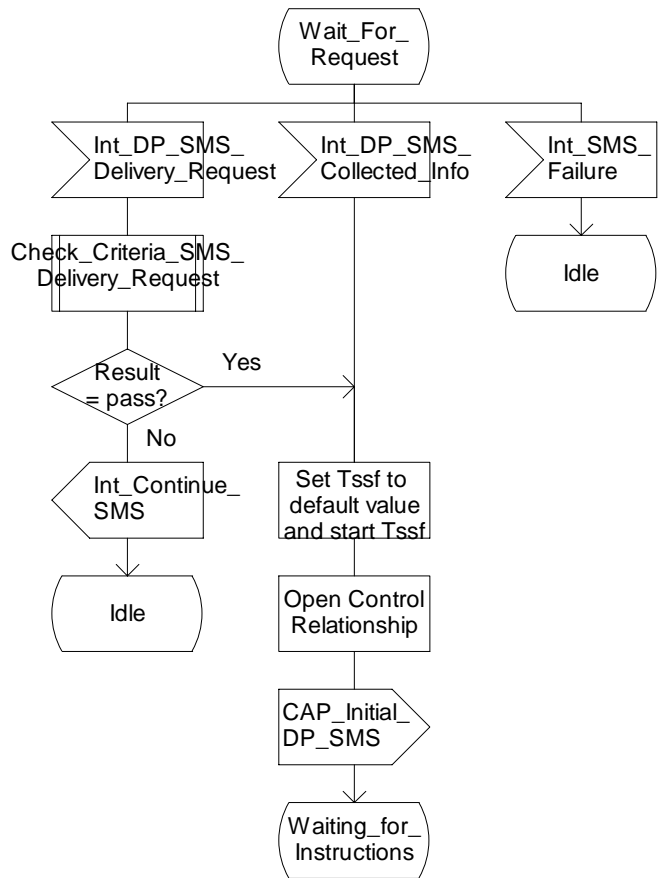 Wait_For_
Request
Int_DP_SMS_
Delivery_Request
Int_DP_SMS_
Collected_Info
Int_SMS_
Failure
Check_Criteria_SMS_
Delivery_Request
Idle
Result
= pass?
Yes
No
Int_Continue_
SMS
Set Tssf to
default value
and start Tssf
Idle
Open Control
Relationship
CAP_Initial_
DP_SMS
Waiting_for_
Instructions